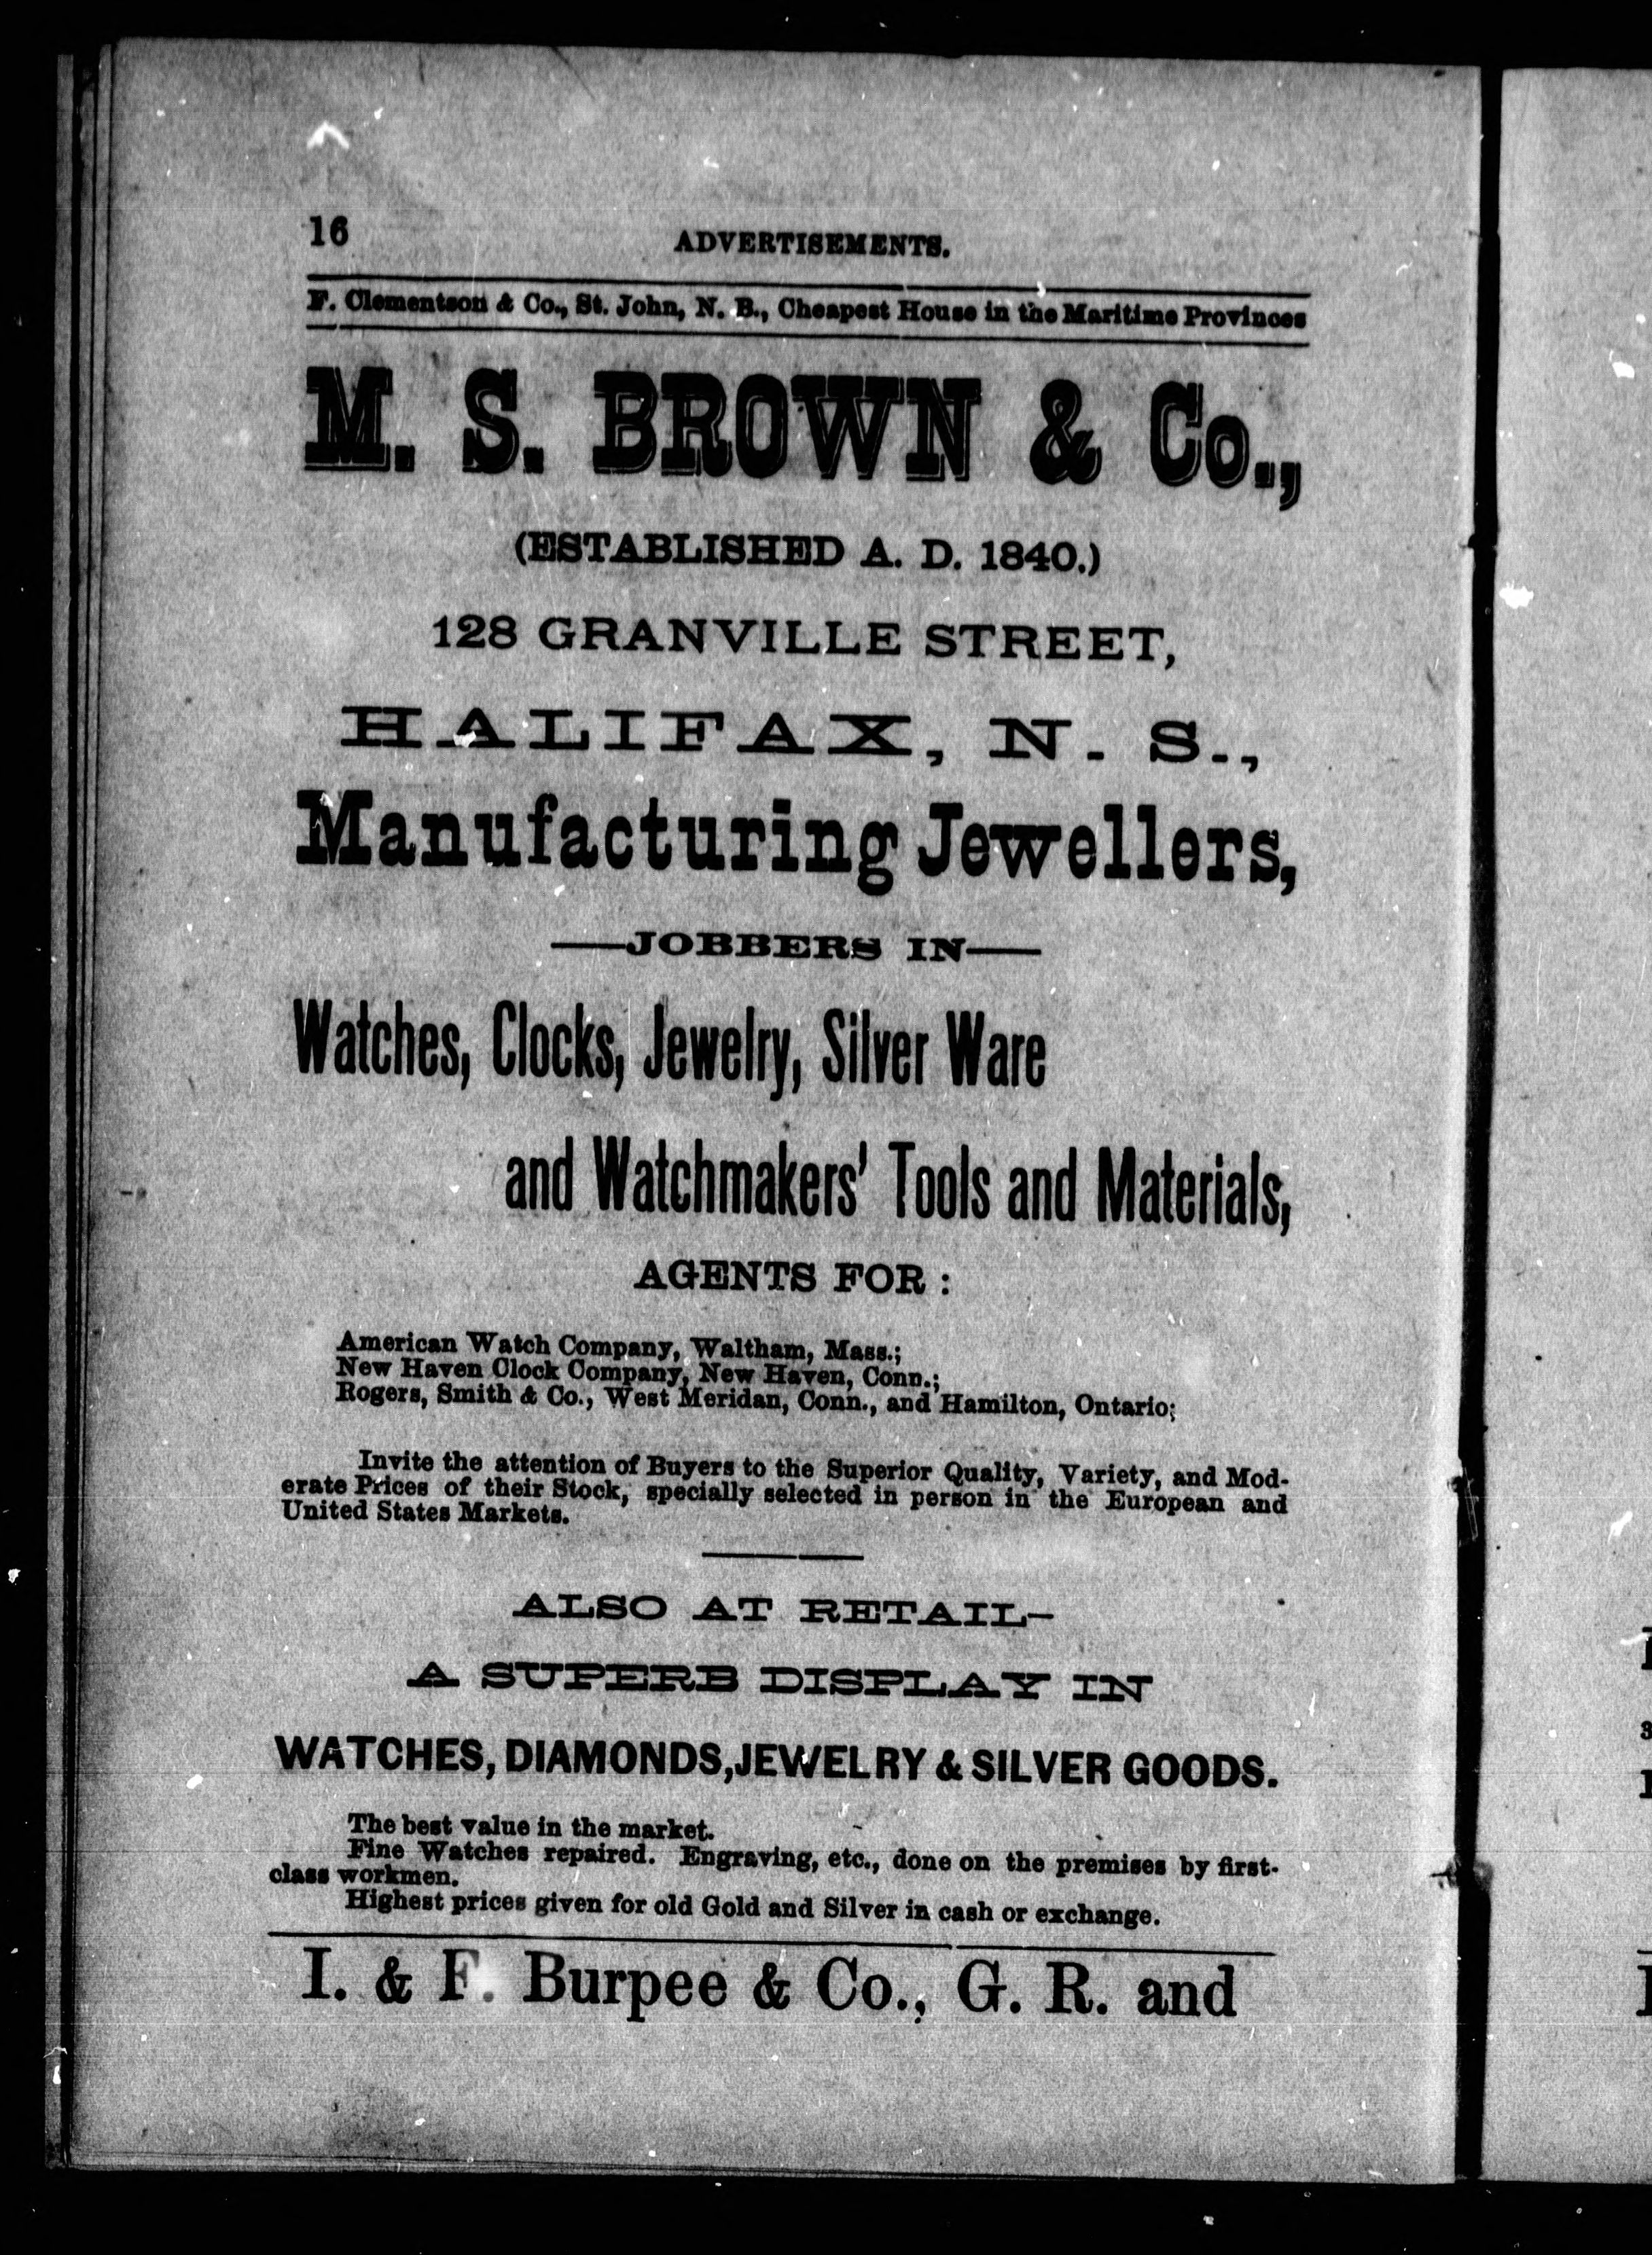 16
ADVERTISEMENTS.
F. Clementson & Co., St. John, N. B., Cheapest House in the Maritime Provinces
M. S. BROWN & Co.,
(ESTABLISHED A. D. 1840.)
128 GRANVILLE STREET,
HALIFAX, N. S.,
Manufacturing Jewellers,
—JOBBERS IN—
Watches, Clocks, Jewelry, Silver Ware
and Watchmakers' Tools and Materials,
AGENTS FOR :
American Watch Company, Waltham, Mass.;
New Haven Clock Company, New Haven, Conn.;
Rogers, Smith & Co., West Meridan, Conn., and Hamilton, Ontario;
Invite the attention of Buyers to the Superior Quality, Variety, and Mod-
erate Prices of their Stock, specially selected in person in the European and
United States Markets.
ALSO AT RETAIL—
A SUPERB DISPLAY IN
WATCHES, DIAMONDS, JEWELRY & SILVER GOODS.
The best value in the market.
Fine Watches repaired. Engraving, etc., done on the premises by first-
class workmen.
Highest prices given for old Gold and Silver in cash or exchange.
I. & F. Burpee & Co., G. R. and